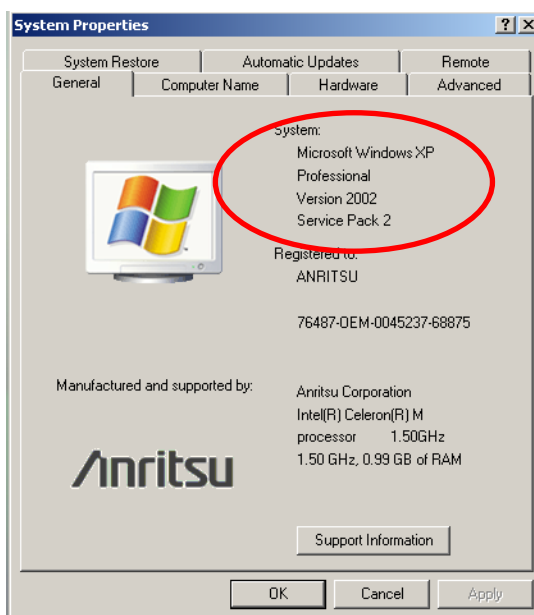 System Properties
System Restore Automatic Updates Remote
General Computer Name Hardware Advanced
System:
Microsoft Windows XP
Professional
Version 2002
Service Pack 2
Registered to:
ANRITSU
76487-OEM-0045237-68875
Manufactured and supported by:
Anritsu Corporation
Intel(R) Celeron(R) M
processor 1.50GHz
1.50 GHz, 0.99 GB of RAM
Anritsu
Support Information
OK Cancel Apply